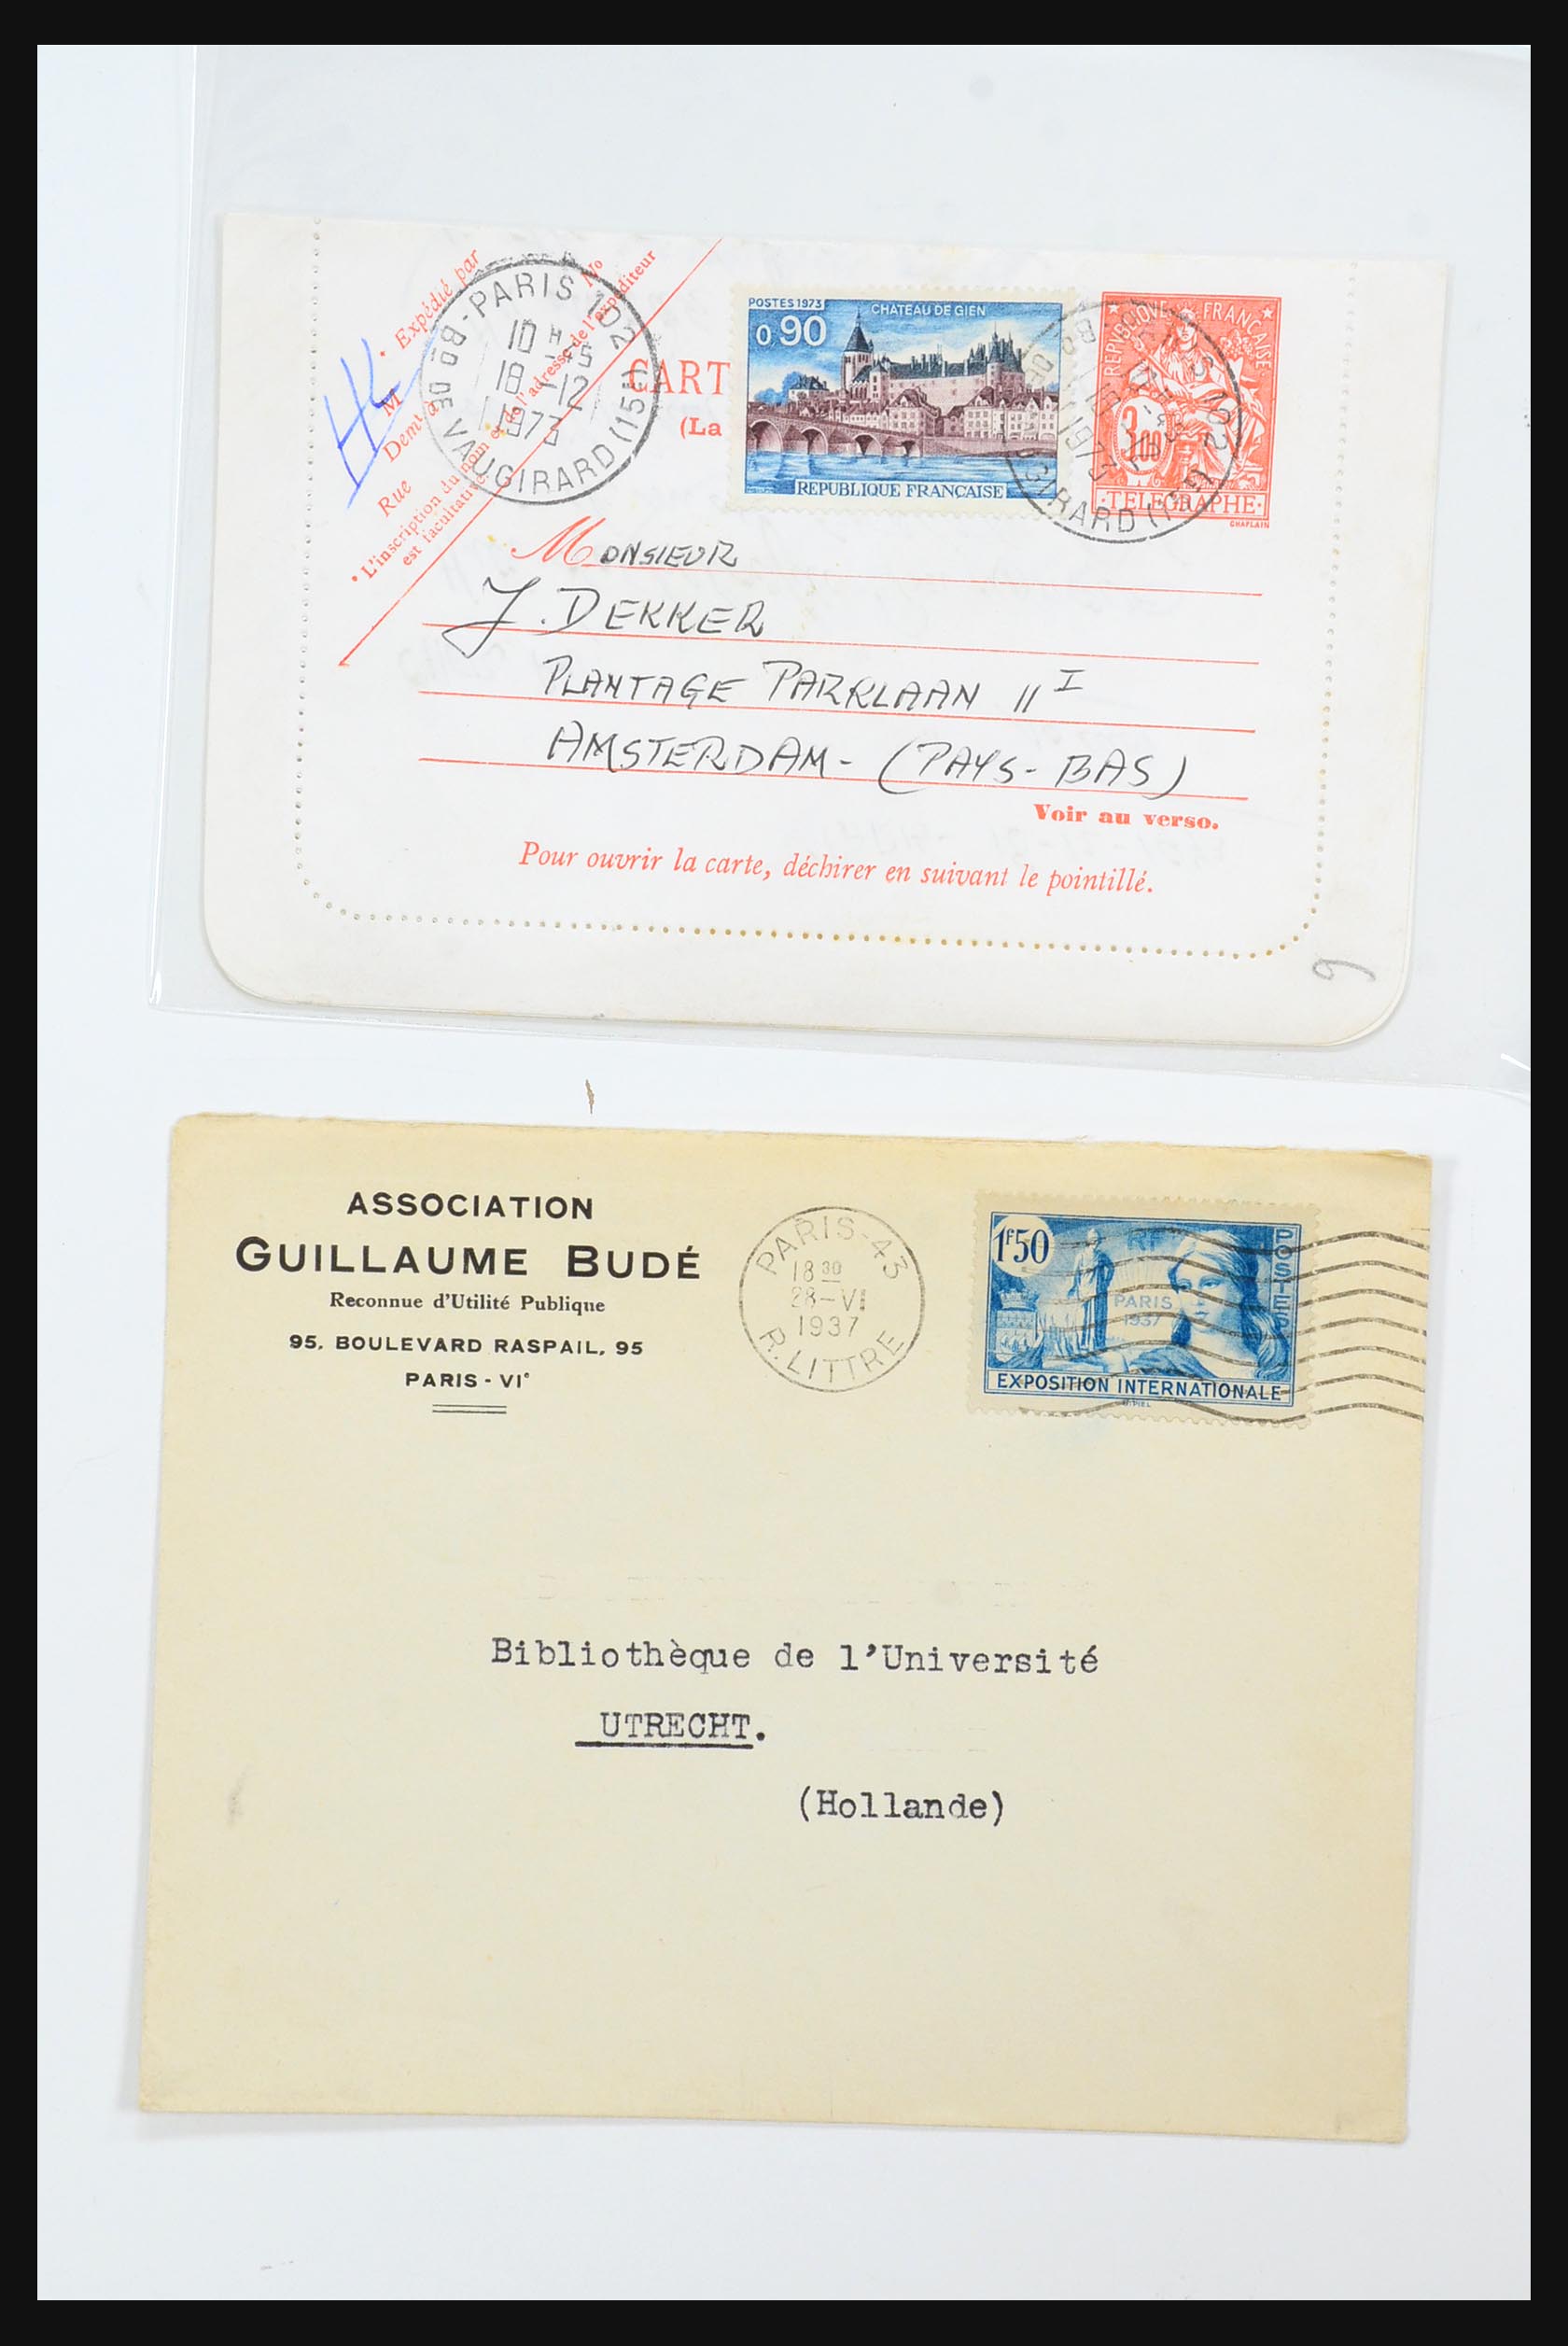 • Expédié par
M
Rue
No
• L'inscription du nom et de l'adresse de l'expéditeur
est facultative
PARIS 102
10 H -5
18 -12
1973
BD DE VAUGIRARD (15E)
CART
(La
POSTES 1973
CHATEAU DE GIEN
0,90
REPUBLIQUE FRANÇAISE
REPVBLIQVE FRANÇAISE
3,00
TELEGRAPHE
CHAPLAIN
1973
MONSIEUR
J. DEKKER
PLANTAGE PARKLAAN 11 I
AMSTERDAM - (PAYS-BAS)
Voir au verso.
Pour ouvrir la carte, déchirer en suivant le pointillé.
ASSOCIATION
GUILLAUME BUDÉ
Reconnue d'Utilité Publique
95, BOULEVARD RASPAIL, 95
PARIS - VIe
PARIS-43
18 30
28-VI
1937
R. LITTRE
1F50
RF
POSTES
PARIS
1937
EXPOSITION INTERNATIONALE
Bibliothèque de l'Université
UTRECHT.
(Hollande)